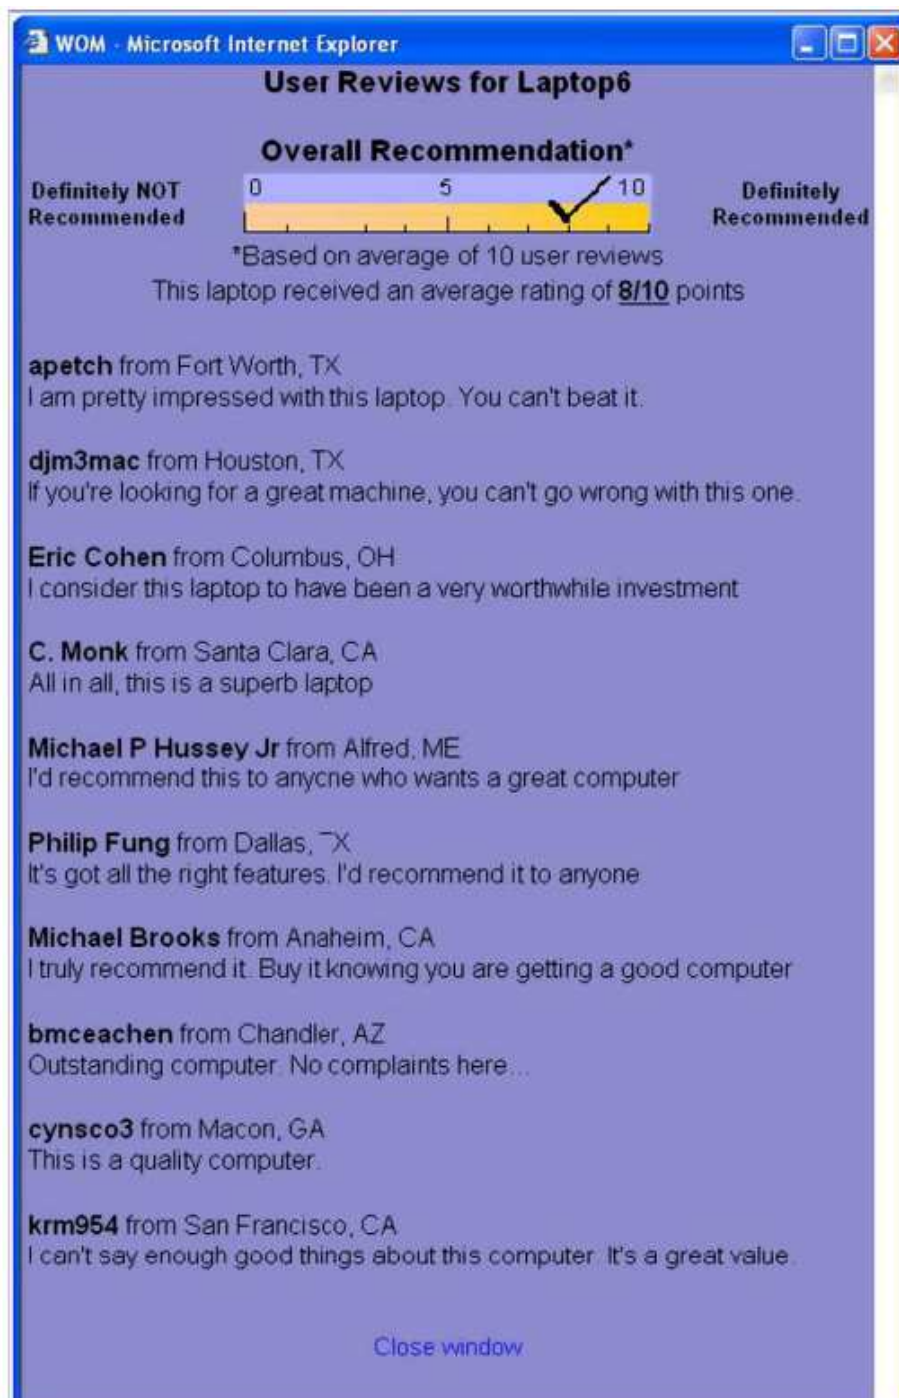 WOM - Microsoft Internet Explorer
User Reviews for Laptop6
Overall Recommendation*
Definitely NOT
Recommended
0 5 10
Definitely
Recommended
*Based on average of 10 user reviews
This laptop received an average rating of 8/10 points
apetch from Fort Worth, TX
I am pretty impressed with this laptop. You can't beat it.
djm3mac from Houston, TX
If you're looking for a great machine, you can't go wrong with this one.
Eric Cohen from Columbus, OH
I consider this laptop to have been a very worthwhile investment
C. Monk from Santa Clara, CA
All in all, this is a superb laptop
Michael P Hussey Jr from Alfred, ME
I'd recommend this to anyone who wants a great computer
Philip Fung from Dallas, TX
It's got all the right features. I'd recommend it to anyone
Michael Brooks from Anaheim, CA
I truly recommend it. Buy it knowing you are getting a good computer
bmceachen from Chandler, AZ
Outstanding computer. No complaints here...
cynsco3 from Macon, GA
This is a quality computer.
krm954 from San Francisco, CA
I can't say enough good things about this computer. It's a great value.
Close window